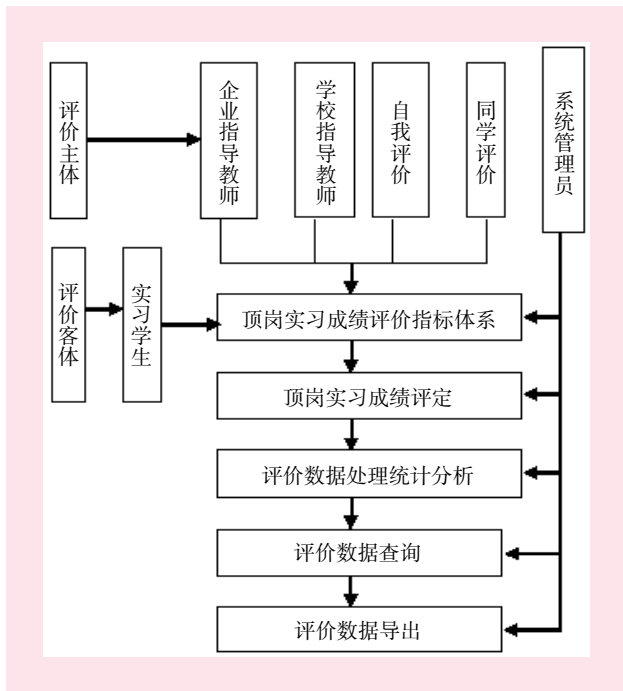 评价主体
企业指导教师
学校指导教师
自我评价
同学评价
系统管理员
评价客体
实习学生
顶岗实习成绩评价指标体系
顶岗实习成绩评定
评价数据处理统计分析
评价数据查询
评价数据导出